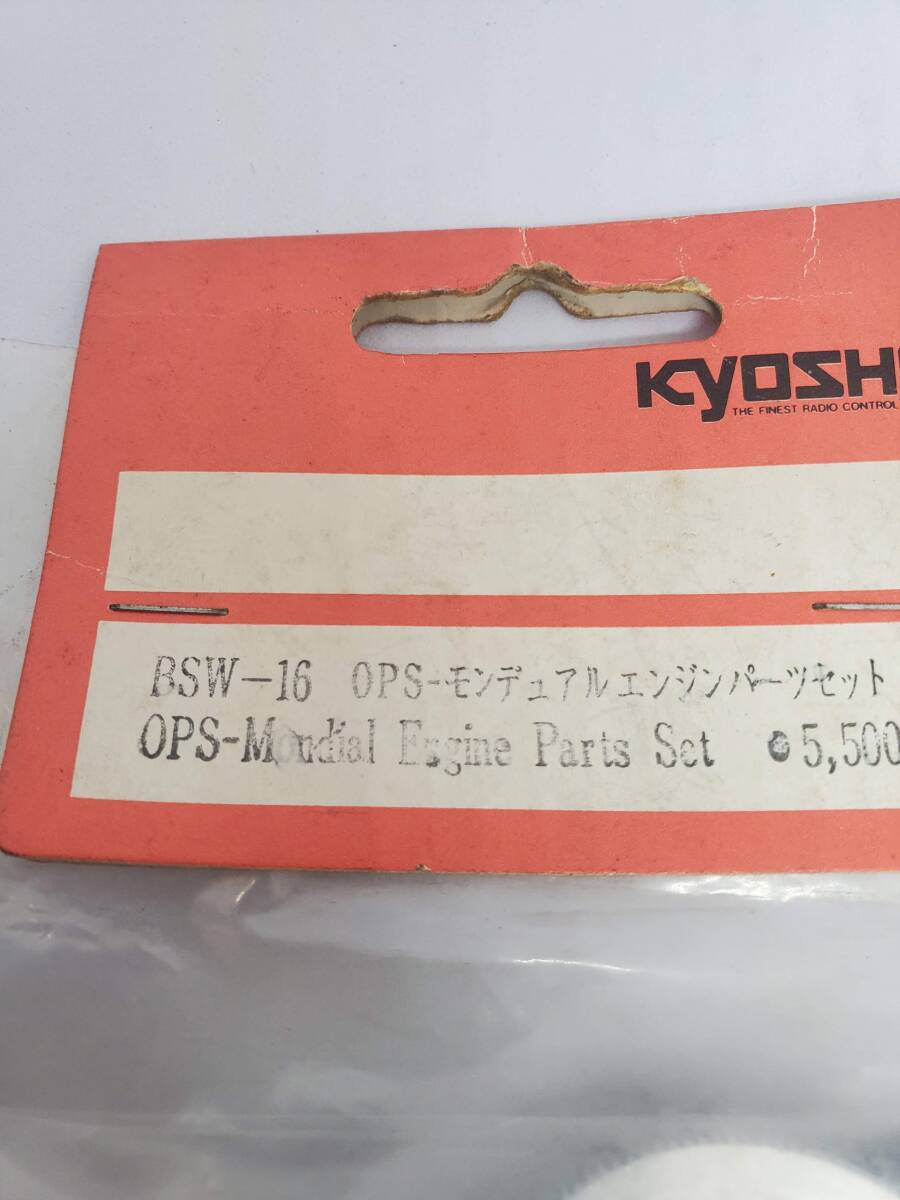 KYOSH
THE FINEST RADIO CONTROL
BSW-16 OPS-モンデュアルエンジンパーツセット
OPS-Mondial Engine Parts Set ●5,500